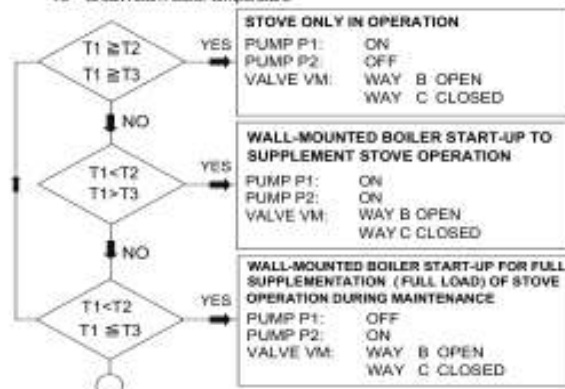 T1 ≧T2
T1 ≧T3
YES
STOVE ONLY IN OPERATION
PUMP P1: ON
PUMP P2: OFF
VALVE VM: WAY B OPEN
WAY C CLOSED
NO
T1<T2
T1>T3
YES
WALL-MOUNTED BOILER START-UP TO
SUPPLEMENT STOVE OPERATION
PUMP P1: ON
PUMP P2: ON
VALVE VM: WAY B OPEN
WAY C CLOSED
NO
T1<T2
T1 ≦T3
YES
WALL-MOUNTED BOILER START-UP FOR FULL
SUPPLEMENTATION ( FULL LOAD) OF STOVE
OPERATION DURING MAINTENANCE
PUMP P1: OFF
PUMP P2: ON
VALVE VM: WAY B OPEN
WAY C CLOSED